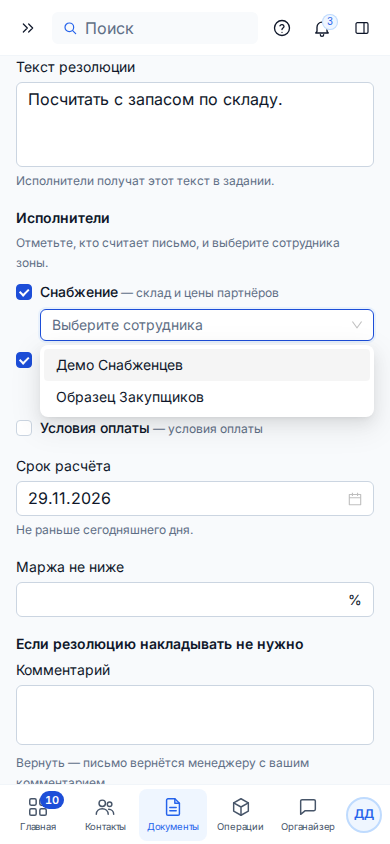 Поиск
3
Текст резолюции
Посчитать с запасом по складу.
Исполнители получат этот текст в задании.
Исполнители
Отметьте, кто считает письмо, и выберите сотрудника
зоны.
Снабжение — склад и цены партнёров
Выберите сотрудника
Демо Снабженцев
Образец Закупщиков
Условия оплаты — условия оплаты
Срок расчёта
29.11.2026
Не раньше сегодняшнего дня.
Маржа не ниже
%
Если резолюцию накладывать не нужно
Комментарий
Вернуть — письмо вернётся менеджеру с вашим
комментарием
10
Главная
Контакты
Документы
Операции
Органайзер
ДД